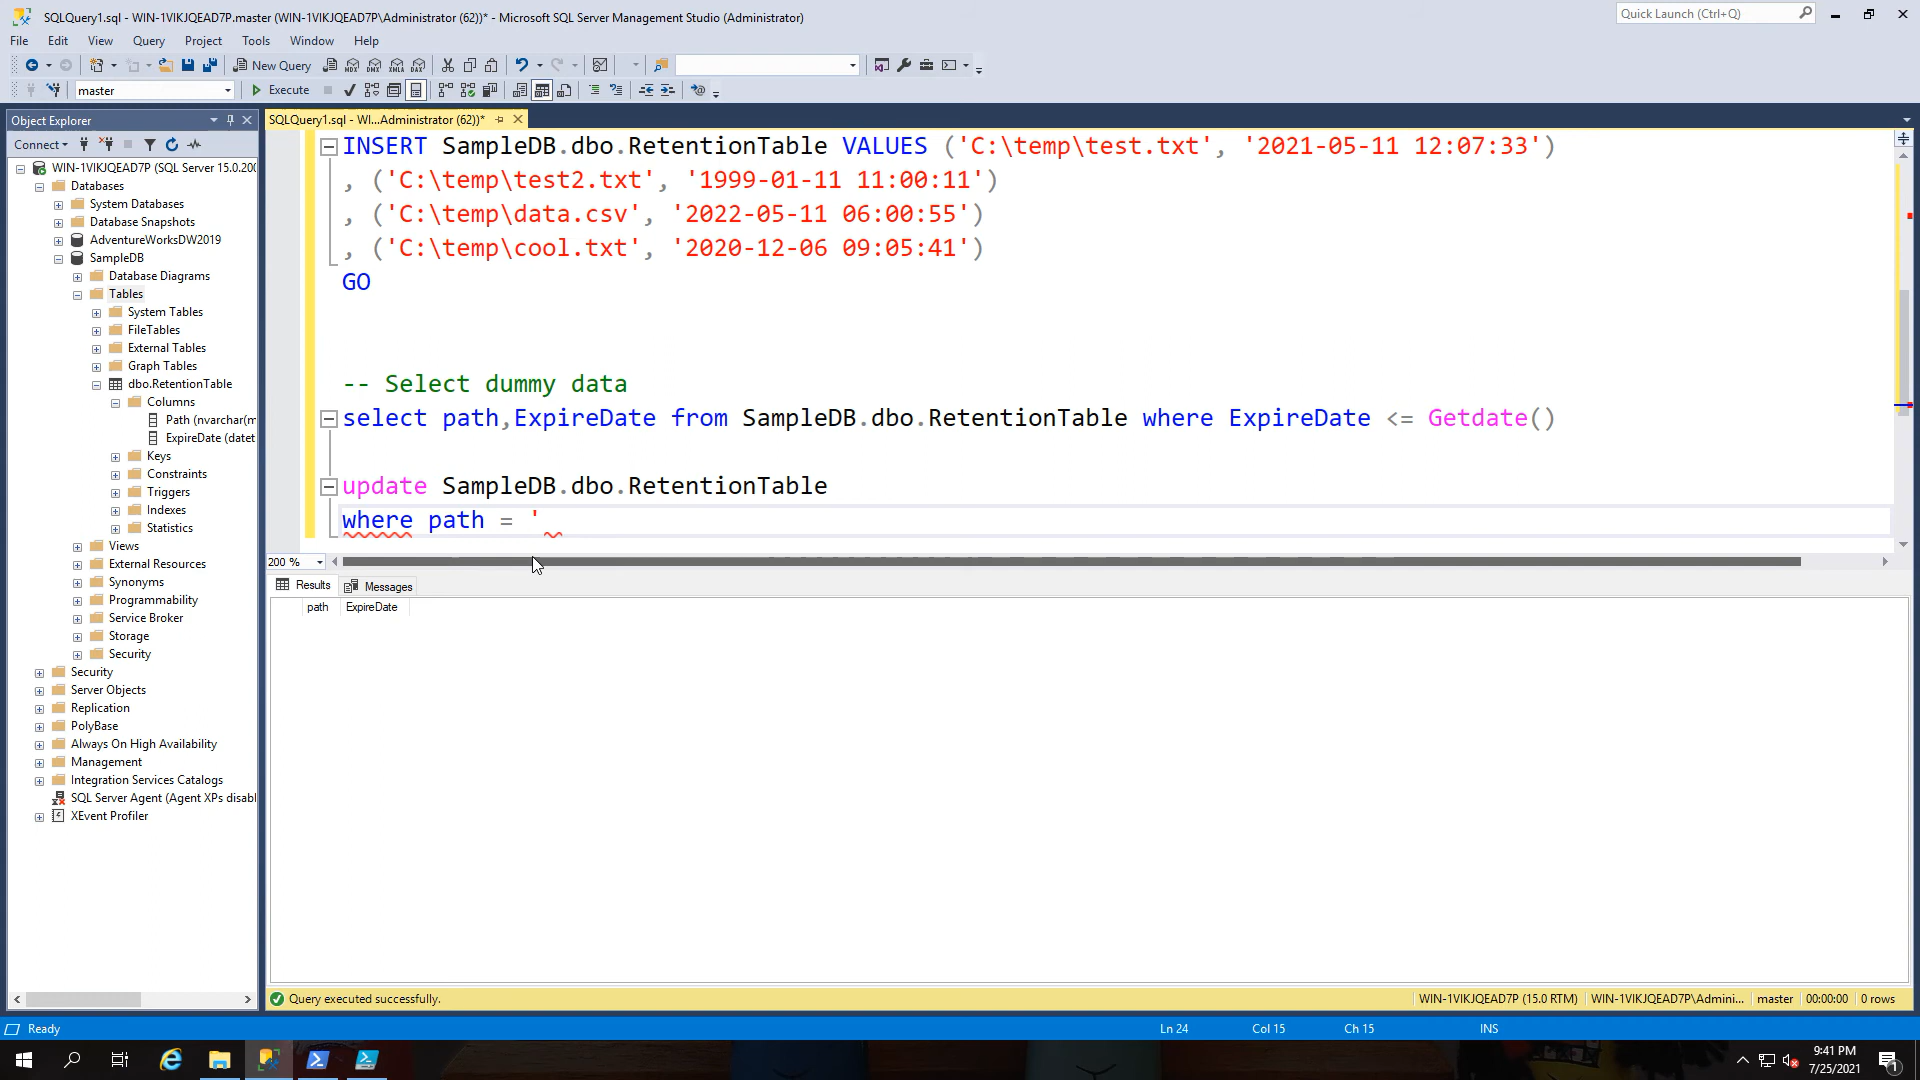 SQLQuery1.sql - WIN-1VIKJQEAD7P.master (WIN-1VIKJQEAD7P\Administrator (62))* - Microsoft SQL Server Management Studio (Administrator)
Quick Launch (Ctrl+Q)
File Edit View Query Project Tools Window Help
New Query
master
Execute
Object Explorer
SQLQuery1.sql - WI...Administrator (62))*
Connect
WIN-1VIKJQEAD7P (SQL Server 15.0.200
Databases
System Databases
Database Snapshots
AdventureWorksDW2019
SampleDB
Database Diagrams
Tables
System Tables
FileTables
External Tables
Graph Tables
dbo.RetentionTable
Columns
Path (nvarchar(m
ExpireDate (datet
Keys
Constraints
Triggers
Indexes
Statistics
Views
External Resources
Synonyms
Programmability
Service Broker
Storage
Security
Security
Server Objects
Replication
PolyBase
Always On High Availability
Management
Integration Services Catalogs
SQL Server Agent (Agent XPs disabl
XEvent Profiler
INSERT SampleDB.dbo.RetentionTable VALUES ('C:\temp\test.txt', '2021-05-11 12:07:33')
, ('C:\temp\test2.txt', '1999-01-11 11:00:11')
, ('C:\temp\data.csv', '2022-05-11 06:00:55')
, ('C:\temp\cool.txt', '2020-12-06 09:05:41')
GO
-- Select dummy data
select path,ExpireDate from SampleDB.dbo.RetentionTable where ExpireDate <= Getdate()
update SampleDB.dbo.RetentionTable
where path = '
200 %
Results Messages
path ExpireDate
Query executed successfully.
WIN-1VIKJQEAD7P (15.0 RTM) WIN-1VIKJQEAD7P\Admini... master 00:00:00 0 rows
Ready
Ln 24 Col 15 Ch 15 INS
9:41 PM
7/25/2021
1